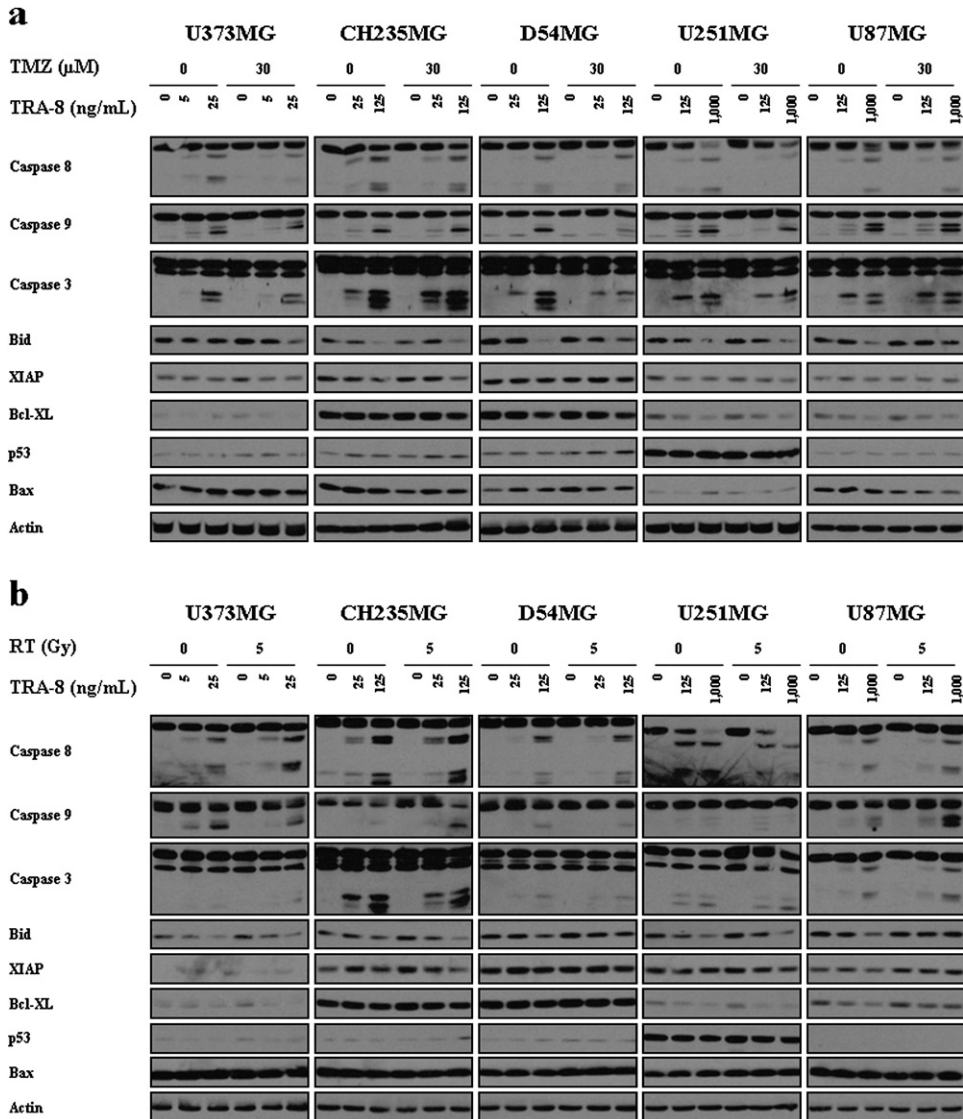 a
U373MG CH235MG D54MG U251MG U87MG
TMZ (µM) 0 30 0 30 0 30 0 30 0 30
TRA-8 (ng/mL) 0 5 25 0 5 25 0 25 125 0 25 125 0 25 125 0 25 125 0 125 1,000 0 125 1,000 0 125 1,000 0 125 1,000
Caspase 8
Caspase 9
Caspase 3
Bid
XIAP
Bcl-XL
p53
Bax
Actin
b
U373MG CH235MG D54MG U251MG U87MG
RT (Gy) 0 5 0 5 0 5 0 5 0 5
TRA-8 (ng/mL) 0 5 25 0 5 25 0 25 125 0 25 125 0 25 125 0 25 125 0 125 1,000 0 125 1,000 0 125 1,000 0 125 1,000
Caspase 8
Caspase 9
Caspase 3
Bid
XIAP
Bcl-XL
p53
Bax
Actin